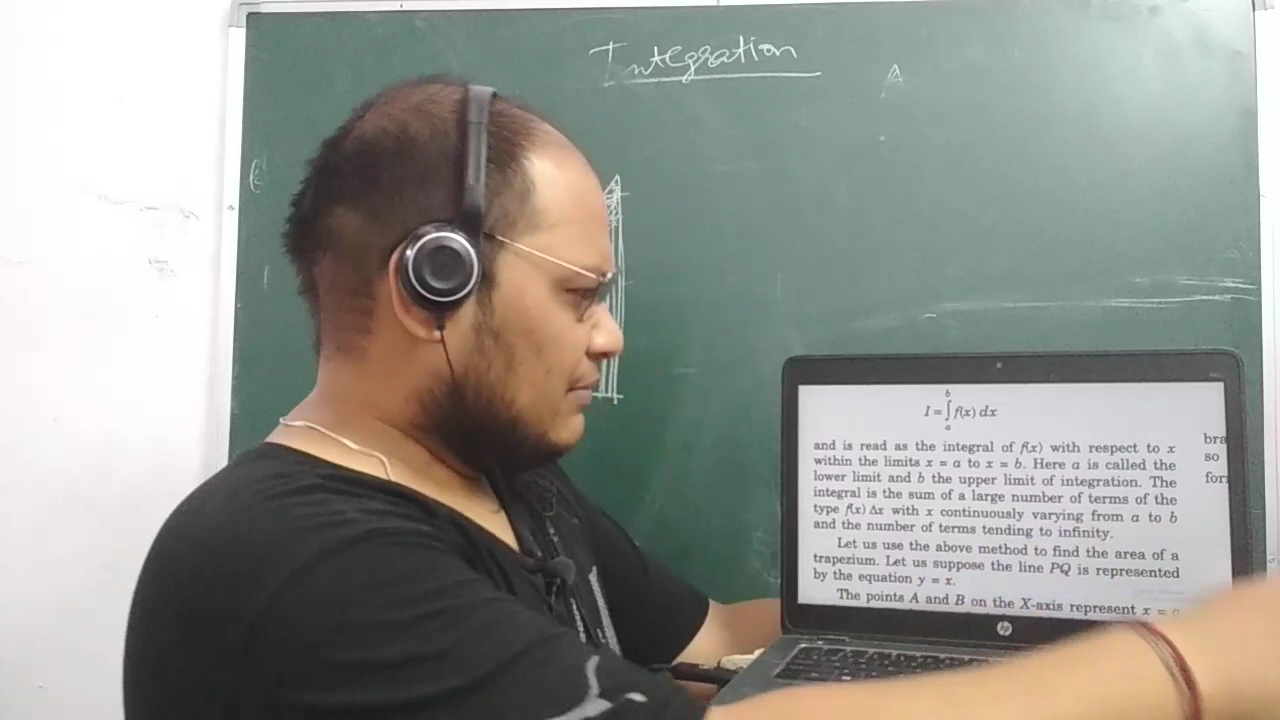 Integration
A
b
I = ∫ f(x) dx
a
and is read as the integral of f(x) with respect to x
within the limits x = a to x = b. Here a is called the
lower limit and b the upper limit of integration. The
integral is the sum of a large number of terms of the
type f(x) Δx with x continuously varying from a to b
and the number of terms tending to infinity.
Let us use the above method to find the area of a
trapezium. Let us suppose the line PQ is represented
by the equation y = x.
The points A and B on the X-axis represent x = a
bra
so
for
hp